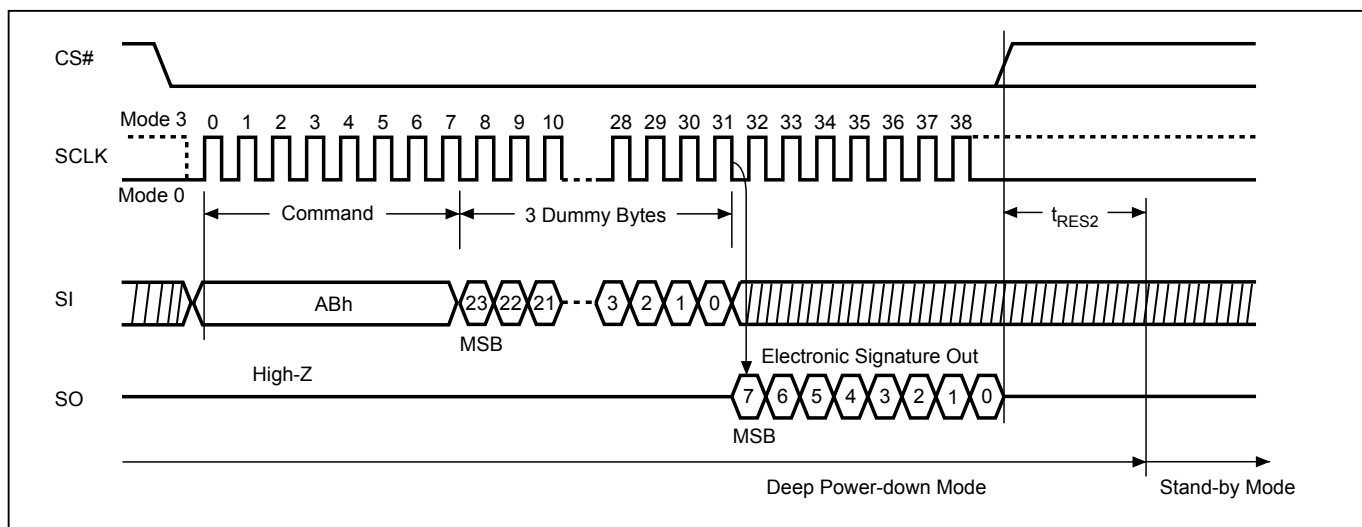 CS#
Mode 3
0 1 2 3 4 5 6 7 8 9 10 28 29 30 31 32 33 34 35 36 37 38
SCLK
Mode 0
Command
3 Dummy Bytes
tRES2
SI
ABh
23 22 21 3 2 1 0
MSB
Electronic Signature Out
High-Z
SO
7 6 5 4 3 2 1 0
MSB
Deep Power-down Mode
Stand-by Mode